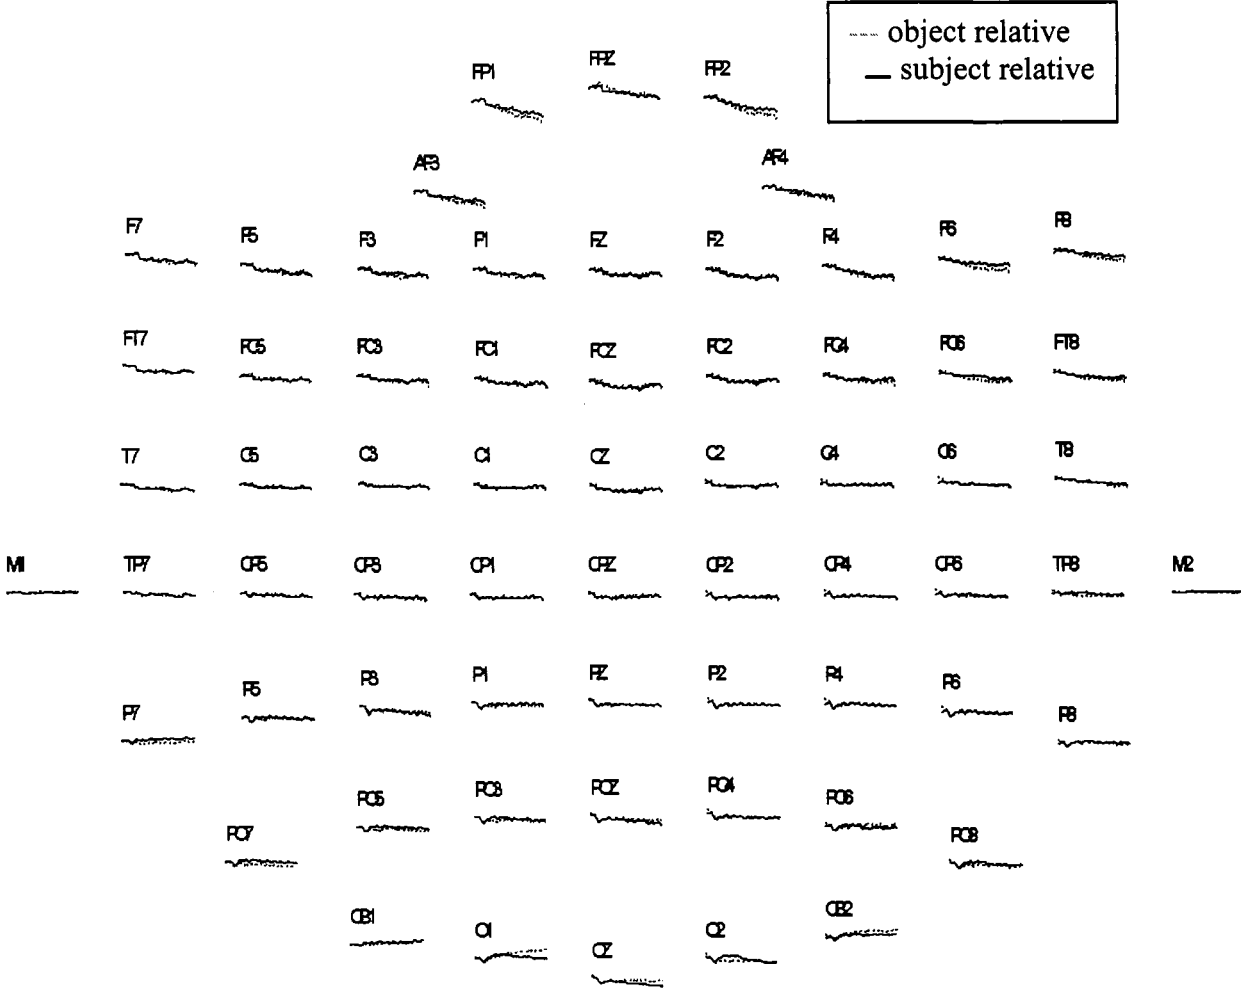 object relative
subject relative
FP1 FPZ FP2
AF3 AF4
F7 F5 F3 F1 FZ F2 F4 F6 F8
FT7 FC5 FC3 FC1 FCZ FC2 FC4 FC6 FT8
T7 C5 C3 C1 CZ C2 C4 C6 T8
M1 TP7 CP5 CP3 CP1 CPZ CP2 CP4 CP6 TP8 M2
P7 P5 P3 P1 PZ P2 P4 P6 P8
PO7 PO5 PO3 POZ PO4 PO6 PO8
CB1 O1 OZ O2 CB2